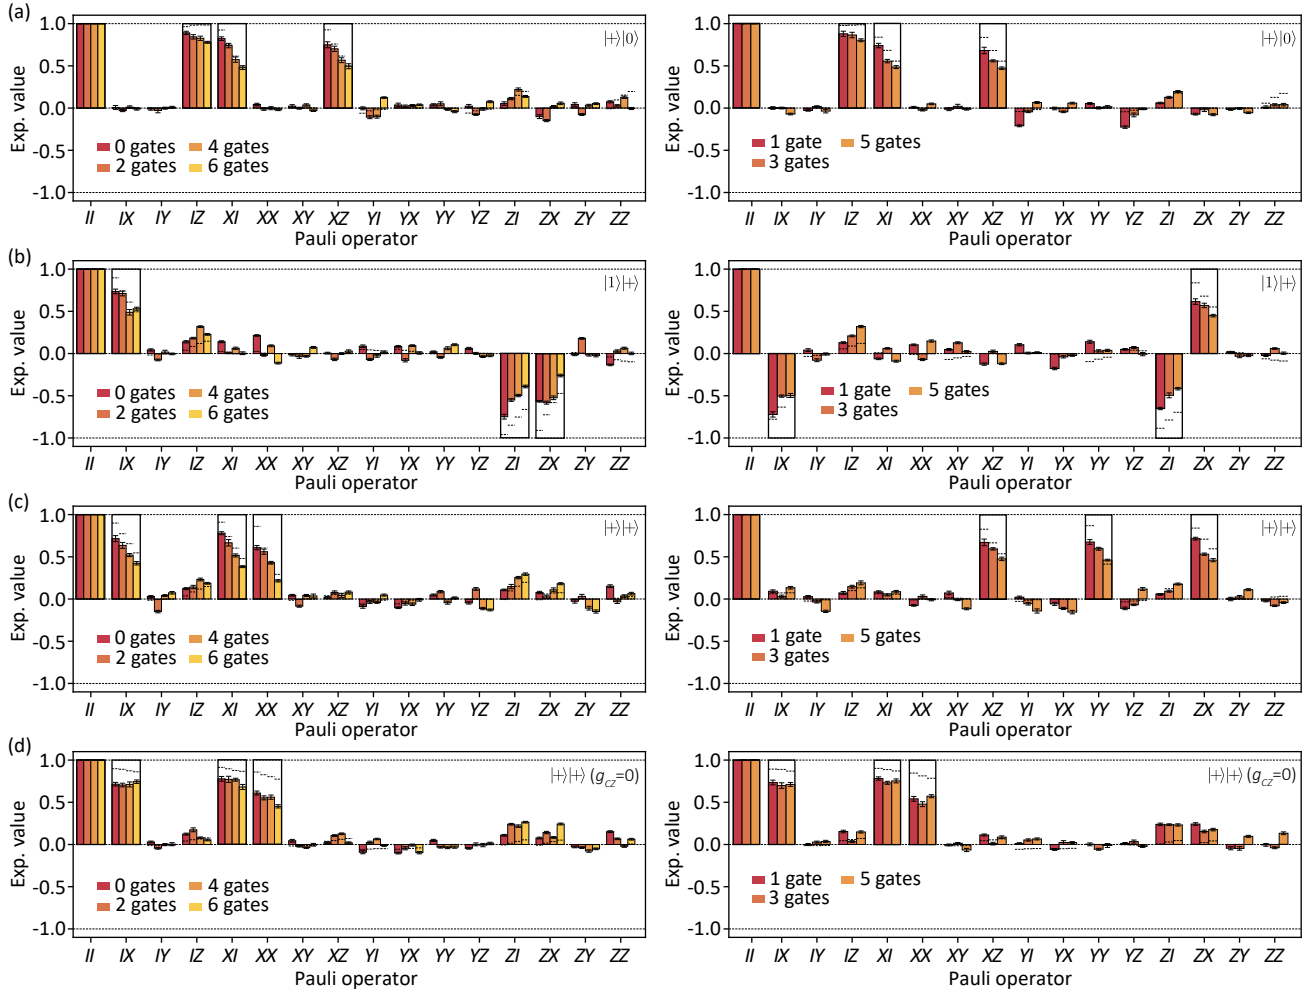 (a)
1.0
0.5
0.0
-0.5
-1.0
Exp. value
|+⟩|0⟩
0 gates
4 gates
2 gates
6 gates
II IX IY IZ XI XX XY XZ YI YX YY YZ ZI ZX ZY ZZ
Pauli operator
1.0
0.5
0.0
-0.5
-1.0
Exp. value
|+⟩|0⟩
1 gate
5 gates
3 gates
II IX IY IZ XI XX XY XZ YI YX YY YZ ZI ZX ZY ZZ
Pauli operator
(b)
1.0
0.5
0.0
-0.5
-1.0
Exp. value
|1⟩|+⟩
0 gates
4 gates
2 gates
6 gates
II IX IY IZ XI XX XY XZ YI YX YY YZ ZI ZX ZY ZZ
Pauli operator
1.0
0.5
0.0
-0.5
-1.0
Exp. value
|1⟩|+⟩
1 gate
5 gates
3 gates
II IX IY IZ XI XX XY XZ YI YX YY YZ ZI ZX ZY ZZ
Pauli operator
(c)
1.0
0.5
0.0
-0.5
-1.0
Exp. value
|+⟩|+⟩
0 gates
4 gates
2 gates
6 gates
II IX IY IZ XI XX XY XZ YI YX YY YZ ZI ZX ZY ZZ
Pauli operator
1.0
0.5
0.0
-0.5
-1.0
Exp. value
|+⟩|+⟩
1 gate
5 gates
3 gates
II IX IY IZ XI XX XY XZ YI YX YY YZ ZI ZX ZY ZZ
Pauli operator
(d)
1.0
0.5
0.0
-0.5
-1.0
Exp. value
|+⟩|+⟩ (g_CZ=0)
0 gates
4 gates
2 gates
6 gates
II IX IY IZ XI XX XY XZ YI YX YY YZ ZI ZX ZY ZZ
Pauli operator
1.0
0.5
0.0
-0.5
-1.0
Exp. value
|+⟩|+⟩ (g_CZ=0)
1 gate
5 gates
3 gates
II IX IY IZ XI XX XY XZ YI YX YY YZ ZI ZX ZY ZZ
Pauli operator